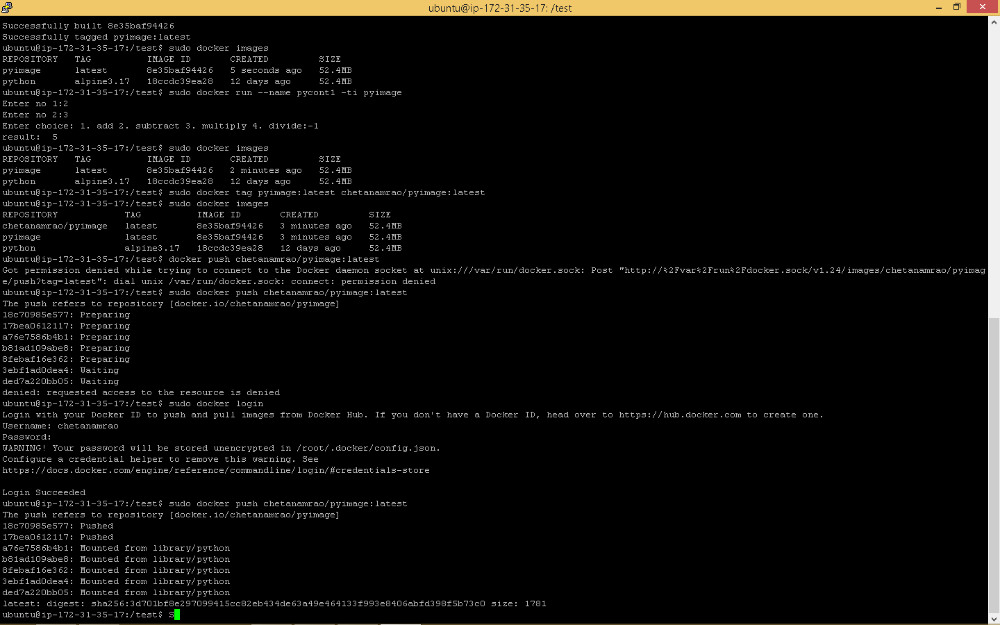 ubuntu@ip-172-31-35-17: /test
Successfully built 8e35baf94426
Successfully tagged pyimage:latest
ubuntu@ip-172-31-35-17:/test$ sudo docker images
REPOSITORY   TAG          IMAGE ID       CREATED         SIZE
pyimage      latest       8e35baf94426   5 seconds ago   52.4MB
python       alpine3.17   18ccdc39ea28   12 days ago     52.4MB
ubuntu@ip-172-31-35-17:/test$ sudo docker run --name pycont1 -ti pyimage
Enter no 1:2
Enter no 2:3
Enter choice: 1. add 2. subtract 3. multiply 4. divide:-1
result:  5
ubuntu@ip-172-31-35-17:/test$ sudo docker images
REPOSITORY   TAG          IMAGE ID       CREATED         SIZE
pyimage      latest       8e35baf94426   2 minutes ago   52.4MB
python       alpine3.17   18ccdc39ea28   12 days ago     52.4MB
ubuntu@ip-172-31-35-17:/test$ sudo docker tag pyimage:latest chetanamrao/pyimage:latest
ubuntu@ip-172-31-35-17:/test$ sudo docker images
REPOSITORY            TAG          IMAGE ID       CREATED         SIZE
chetanamrao/pyimage   latest       8e35baf94426   3 minutes ago   52.4MB
pyimage               latest       8e35baf94426   3 minutes ago   52.4MB
python                alpine3.17   18ccdc39ea28   12 days ago     52.4MB
ubuntu@ip-172-31-35-17:/test$ docker push chetanamrao/pyimage:latest
Got permission denied while trying to connect to the Docker daemon socket at unix:///var/run/docker.sock: Post "http://%2Fvar%2Frun%2Fdocker.sock/v1.24/images/chetanamrao/pyimag
e/push?tag=latest": dial unix /var/run/docker.sock: connect: permission denied
ubuntu@ip-172-31-35-17:/test$ sudo docker push chetanamrao/pyimage:latest
The push refers to repository [docker.io/chetanamrao/pyimage]
18c70985e577: Preparing
17bea0612117: Preparing
a76e7586b4b1: Preparing
b81ad109abe8: Preparing
8febaf16e362: Preparing
3ebf1ad0dea4: Waiting
ded7a220bb05: Waiting
denied: requested access to the resource is denied
ubuntu@ip-172-31-35-17:/test$ sudo docker login
Login with your Docker ID to push and pull images from Docker Hub. If you don't have a Docker ID, head over to https://hub.docker.com to create one.
Username: chetanamrao
Password:
WARNING! Your password will be stored unencrypted in /root/.docker/config.json.
Configure a credential helper to remove this warning. See
https://docs.docker.com/engine/reference/commandline/login/#credentials-store
Login Succeeded
ubuntu@ip-172-31-35-17:/test$ sudo docker push chetanamrao/pyimage:latest
The push refers to repository [docker.io/chetanamrao/pyimage]
18c70985e577: Pushed
17bea0612117: Pushed
a76e7586b4b1: Mounted from library/python
b81ad109abe8: Mounted from library/python
8febaf16e362: Mounted from library/python
3ebf1ad0dea4: Mounted from library/python
ded7a220bb05: Mounted from library/python
latest: digest: sha256:3d701bf8e297099415cc82eb434de63a49e464133f993e8406abfd398f5b73c0 size: 1781
ubuntu@ip-172-31-35-17:/test$ S